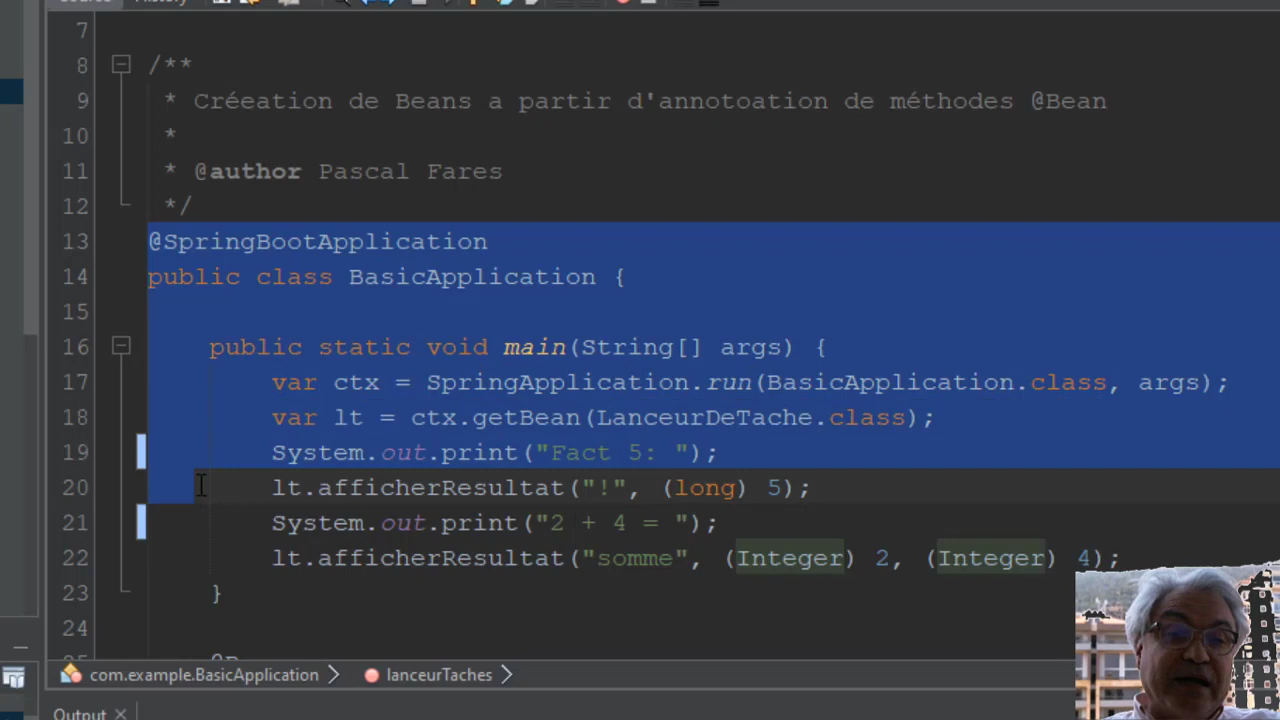 Source History
7
8 /**
9 * Créeation de Beans a partir d'annotoation de méthodes @Bean
10 *
11 * @author Pascal Fares
12 */
13 @SpringBootApplication
14 public class BasicApplication {
15
16 public static void main(String[] args) {
17 var ctx = SpringApplication.run(BasicApplication.class, args);
18 var lt = ctx.getBean(LanceurDeTache.class);
19 System.out.print("Fact 5: ");
20 lt.afficherResultat("!", (long) 5);
21 System.out.print("2 + 4 = ");
22 lt.afficherResultat("somme", (Integer) 2, (Integer) 4);
23 }
24
com.example.BasicApplication lanceurTaches
Output